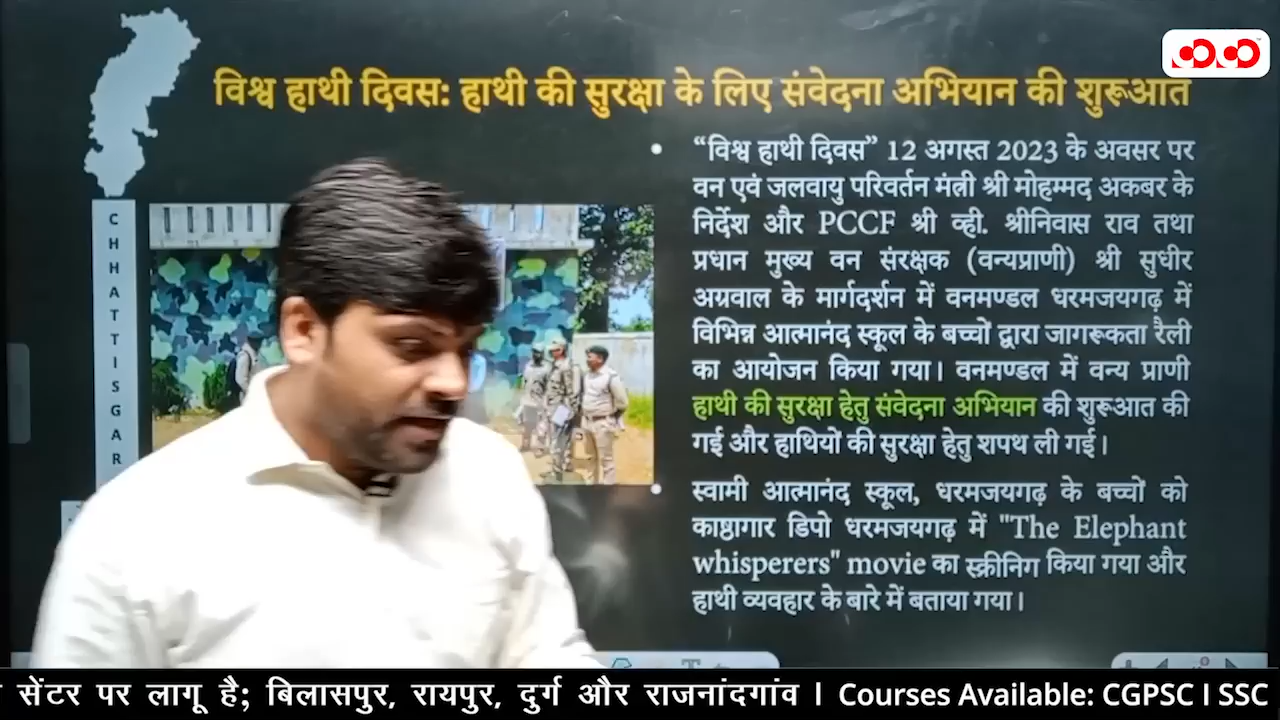 विश्व हाथी दिवस: हाथी की सुरक्षा के लिए संवेदना अभियान की शुरूआत
CHHATTISGAR
“विश्व हाथी दिवस” 12 अगस्त 2023 के अवसर पर
वन एवं जलवायु परिवर्तन मंत्री श्री मोहम्मद अकबर के
निर्देश और PCCF श्री व्ही. श्रीनिवास राव तथा
प्रधान मुख्य वन संरक्षक (वन्यप्राणी) श्री सुधीर
अग्रवाल के मार्गदर्शन में वनमण्डल धरमजयगढ़ में
विभिन्न आत्मानंद स्कूल के बच्चों द्वारा जागरूकता रैली
का आयोजन किया गया। वनमण्डल में वन्य प्राणी
हाथी की सुरक्षा हेतु संवेदना अभियान की शुरूआत की
गई और हाथियों की सुरक्षा हेतु शपथ ली गई।
स्वामी आत्मानंद स्कूल, धरमजयगढ़ के बच्चों को
काष्ठागार डिपो धरमजयगढ़ में "The Elephant
whisperers" movie का स्क्रीनिग किया गया और
हाथी व्यवहार के बारे में बताया गया।
सेंटर पर लागू है; बिलासपुर, रायपुर, दुर्ग और राजनांदगांव । Courses Available: CGPSC I SSC